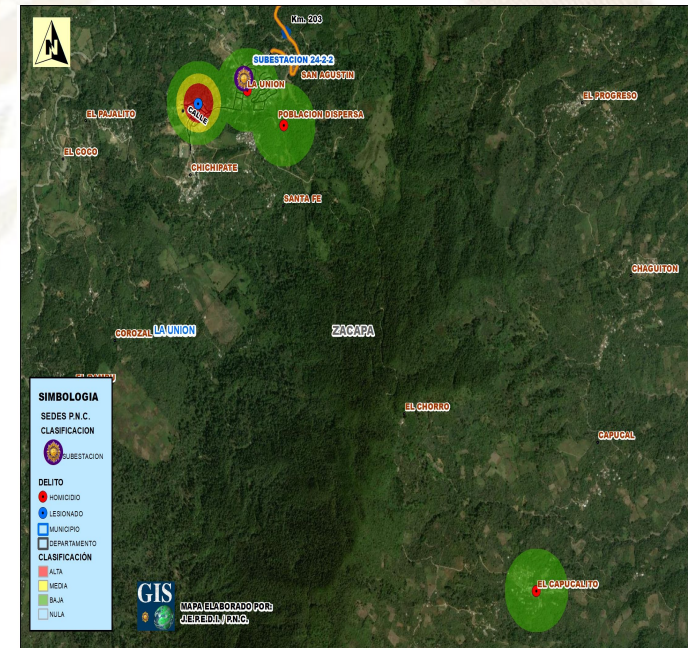 N
Km. 203
SUBESTACION 24-2-2
SAN AGUSTIN
LA UNION
EL PROGRESO
CALLE
EL PAJALITO
POBLACION DISPERSA
EL COCO
CHICHIPATE
SANTA FE
CHAGUITON
COROZAL
LA UNION
ZACAPA
EL CHORRO
CAPUCAL
EL CAPUCALITO
SIMBOLOGIA
SEDES P.N.C.
CLASIFICACION
SUBESTACION
DELITO
HOMICIDIO
LESIONADO
MUNICIPIO
DEPARTAMENTO
CLASIFICACIÓN
ALTA
MEDIA
BAJA
NULA
GIS
MAPA ELABORADO POR:
J.E.RE.D.I. / P.N.C.